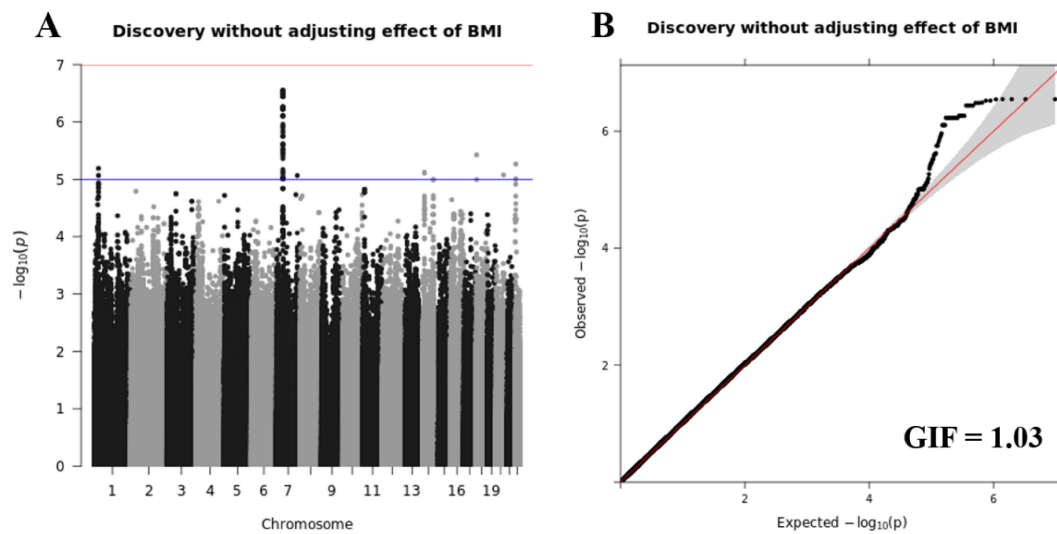 A
Discovery without adjusting effect of BMI
7
6
5
4
3
2
1
0
−log10(p)
1 2 3 4 5 6 7 9 11 13 16 19
Chromosome
B
Discovery without adjusting effect of BMI
6
4
2
Observed −log10(p)
GIF = 1.03
2 4 6
Expected −log10(p)